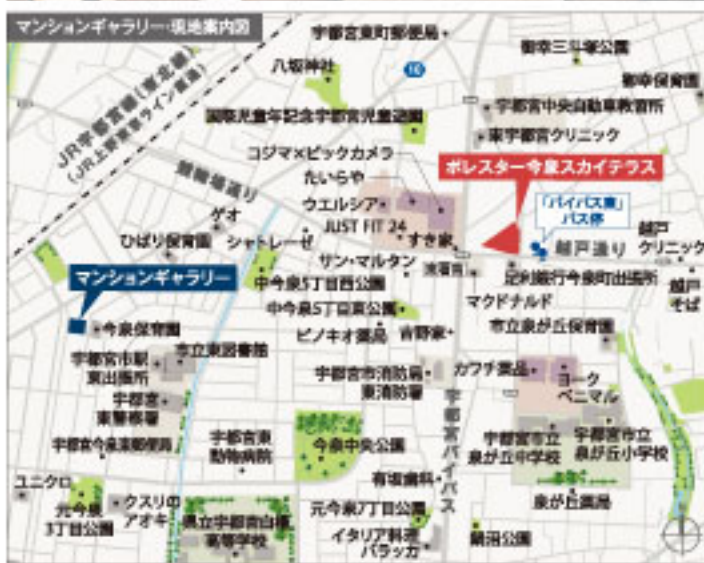 マンションギャラリー・現地案内図
宇都宮東町郵便局
御幸三斗塚公園
八坂神社
御幸保育園
JR宇都宮線(東北線)
(JR上野東京ライン直通)
国際児童年記念宇都宮児童遊園
宇都宮中央自動車教習所
東宇都宮クリニック
コジマ×ビックカメラ
たいらや
競輪場通り
ポレスター今泉スカイテラス
ウエルシア
「バイパス東」
バス停
ゲオ
JUST FIT 24
すき家
越戸通り
越戸
クリニック
ひばり保育園
シャトレーゼ
サン・マルタン
足利銀行今泉町出張所
マンションギャラリー
中今泉5丁目西公園
マクドナルド
越戸
そば
中今泉5丁目東公園
今泉保育園
ピノキオ薬品
吉野家
市立泉が丘保育園
宇都宮市駅
東出張所
市立東図書館
宇都宮市消防局
東消防署
カワチ薬品
ヨーク
ベニマル
宇都宮
東警察署
宇都宮バイパス
宇都宮今泉東郵便局
宇都宮東
動物病院
今泉中央公園
宇都宮市立
泉が丘中学校
宇都宮市立
泉が丘小学校
有坂歯科
ユニクロ
元今泉
3丁目公園
クスリの
アオキ
泉が丘薬局
元今泉7丁目公園
県立宇都宮白楊
高等学校
イタリア料理
バラッカ